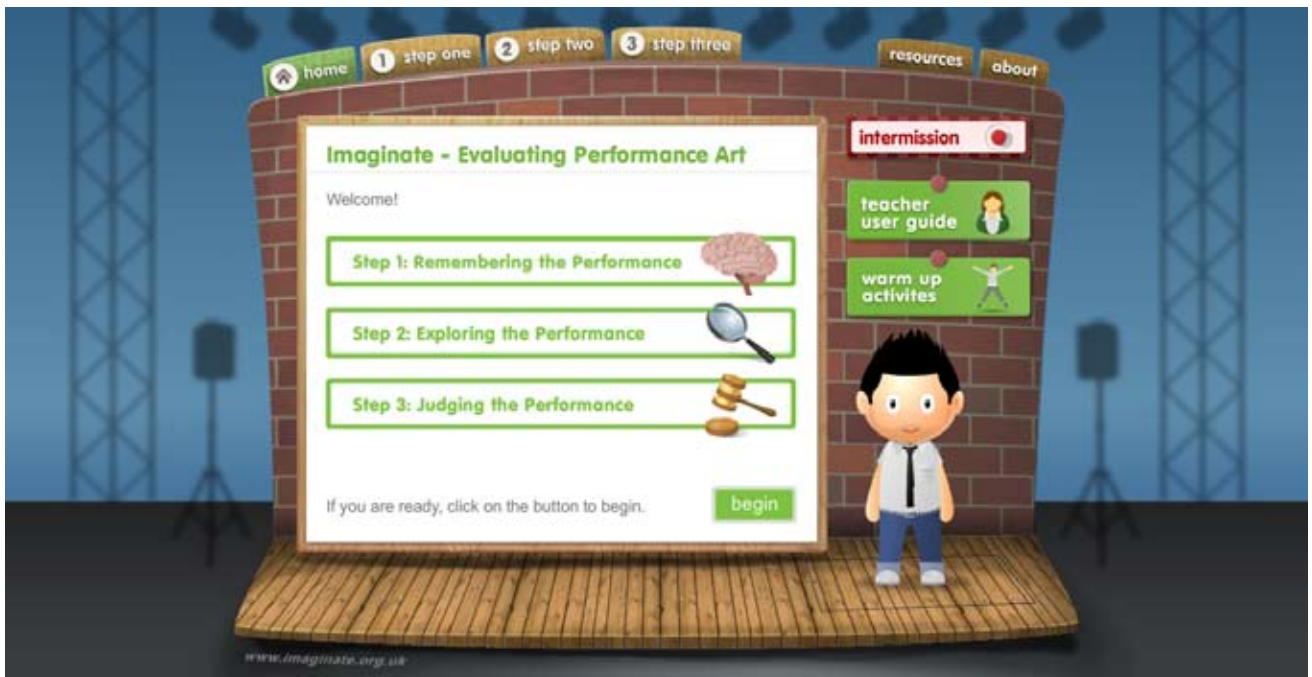 home
1 step one
2 step two
3 step three
resources
about
Imaginate - Evaluating Performance Art
Welcome!
Step 1: Remembering the Performance
Step 2: Exploring the Performance
Step 3: Judging the Performance
If you are ready, click on the button to begin.
begin
intermission
teacher
user guide
warm up
activites
www.imaginate.org.uk